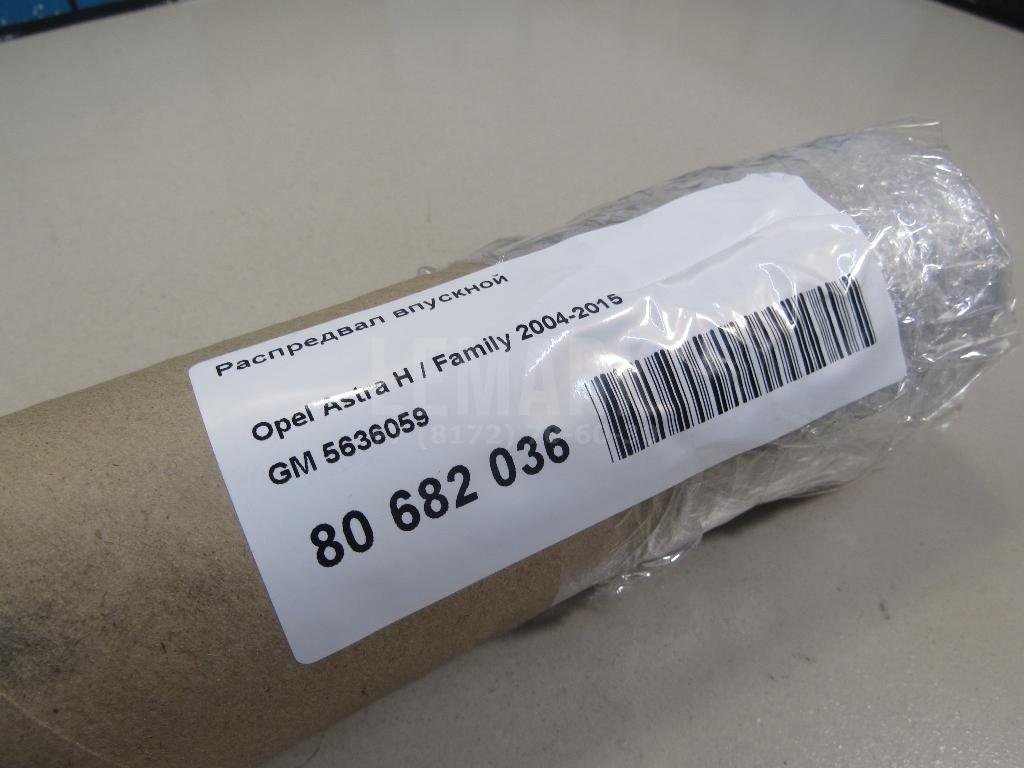 Распредвал впускной
Opel Astra H / Family 2004-2015
GM 5636059
80 682 036